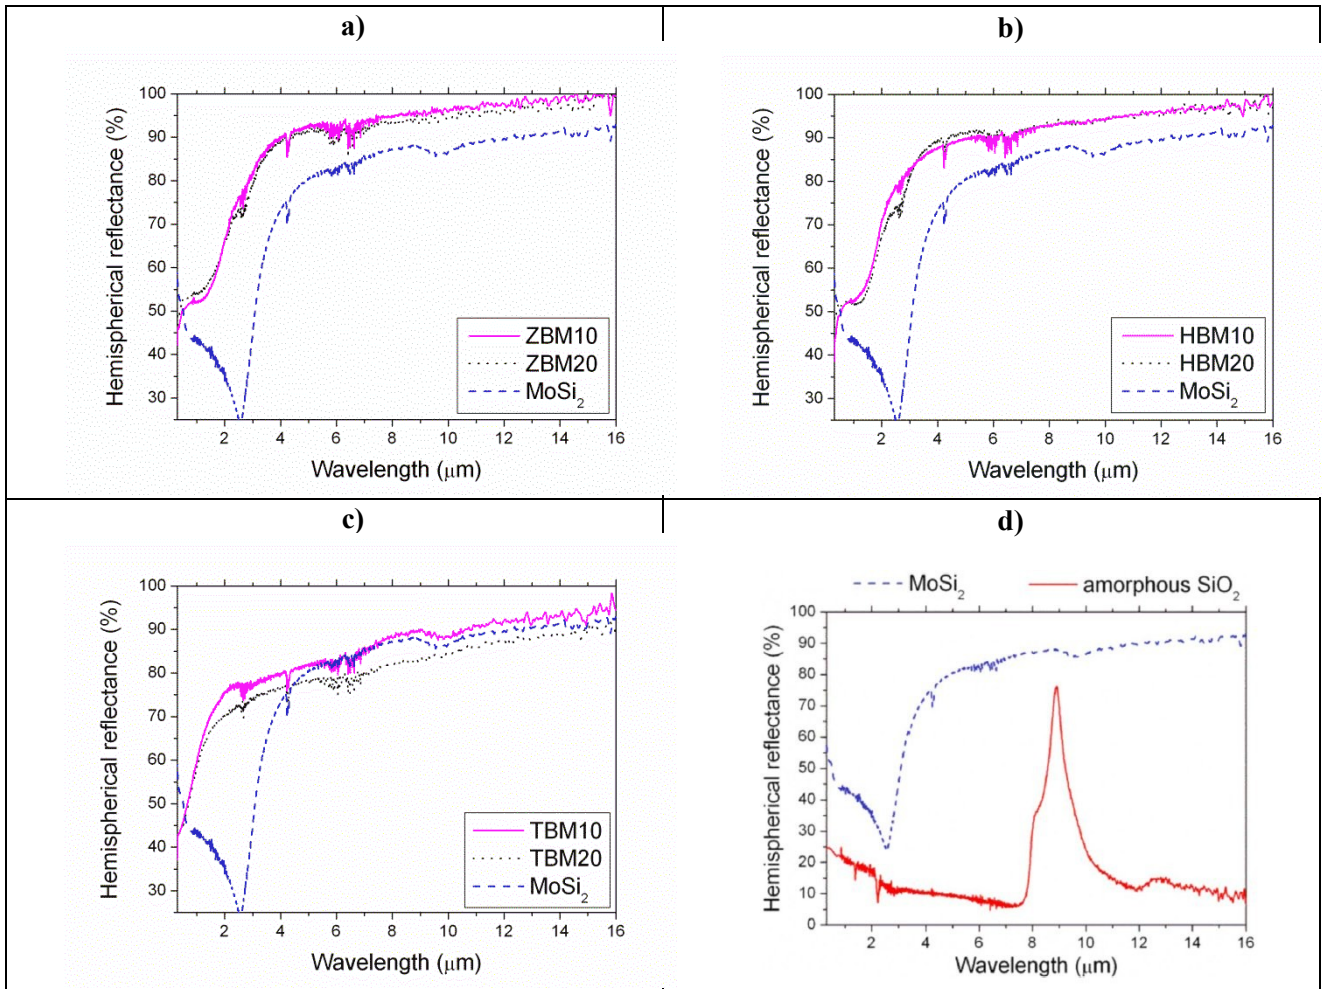 a)
Hemispherical reflectance (%)
100
90
80
70
60
50
40
30
ZBM10
ZBM20
MoSi₂
2 4 6 8 10 12 14 16
Wavelength (μm)
b)
Hemispherical reflectance (%)
100
90
80
70
60
50
40
30
HBM10
HBM20
MoSi₂
2 4 6 8 10 12 14 16
Wavelength (μm)
c)
Hemispherical reflectance (%)
100
90
80
70
60
50
40
30
TBM10
TBM20
MoSi₂
2 4 6 8 10 12 14 16
Wavelength (μm)
d)
MoSi₂ amorphous SiO₂
Hemispherical reflectance (%)
100
90
80
70
60
50
40
30
20
10
0
2 4 6 8 10 12 14 16
Wavelength (μm)